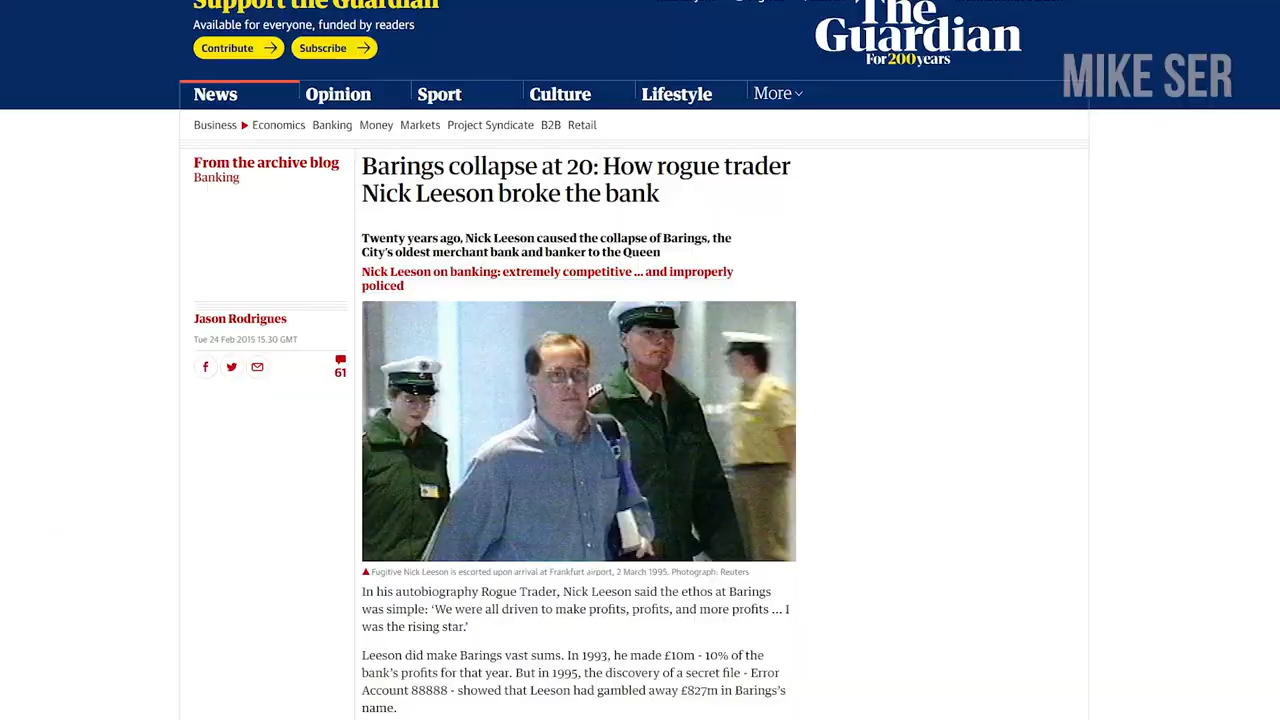 Support the Guardian
Available for everyone, funded by readers
Contribute → Subscribe →
The
Guardian
For 200 years
MIKE SER
News Opinion Sport Culture Lifestyle More
Business Economics Banking Money Markets Project Syndicate B2B Retail
From the archive blog
Banking
Barings collapse at 20: How rogue trader
Nick Leeson broke the bank
Twenty years ago, Nick Leeson caused the collapse of Barings, the
City's oldest merchant bank and banker to the Queen
Nick Leeson on banking: extremely competitive ... and improperly
policed
Jason Rodrigues
Tue 24 Feb 2015 15.30 GMT
61
Fugitive Nick Leeson is escorted upon arrival at Frankfurt airport, 2 March 1995. Photograph: Reuters
In his autobiography Rogue Trader, Nick Leeson said the ethos at Barings
was simple: ‘We were all driven to make profits, profits, and more profits ... I
was the rising star.’
Leeson did make Barings vast sums. In 1993, he made £10m - 10% of the
bank's profits for that year. But in 1995, the discovery of a secret file - Error
Account 88888 - showed that Leeson had gambled away £827m in Barings's
name.